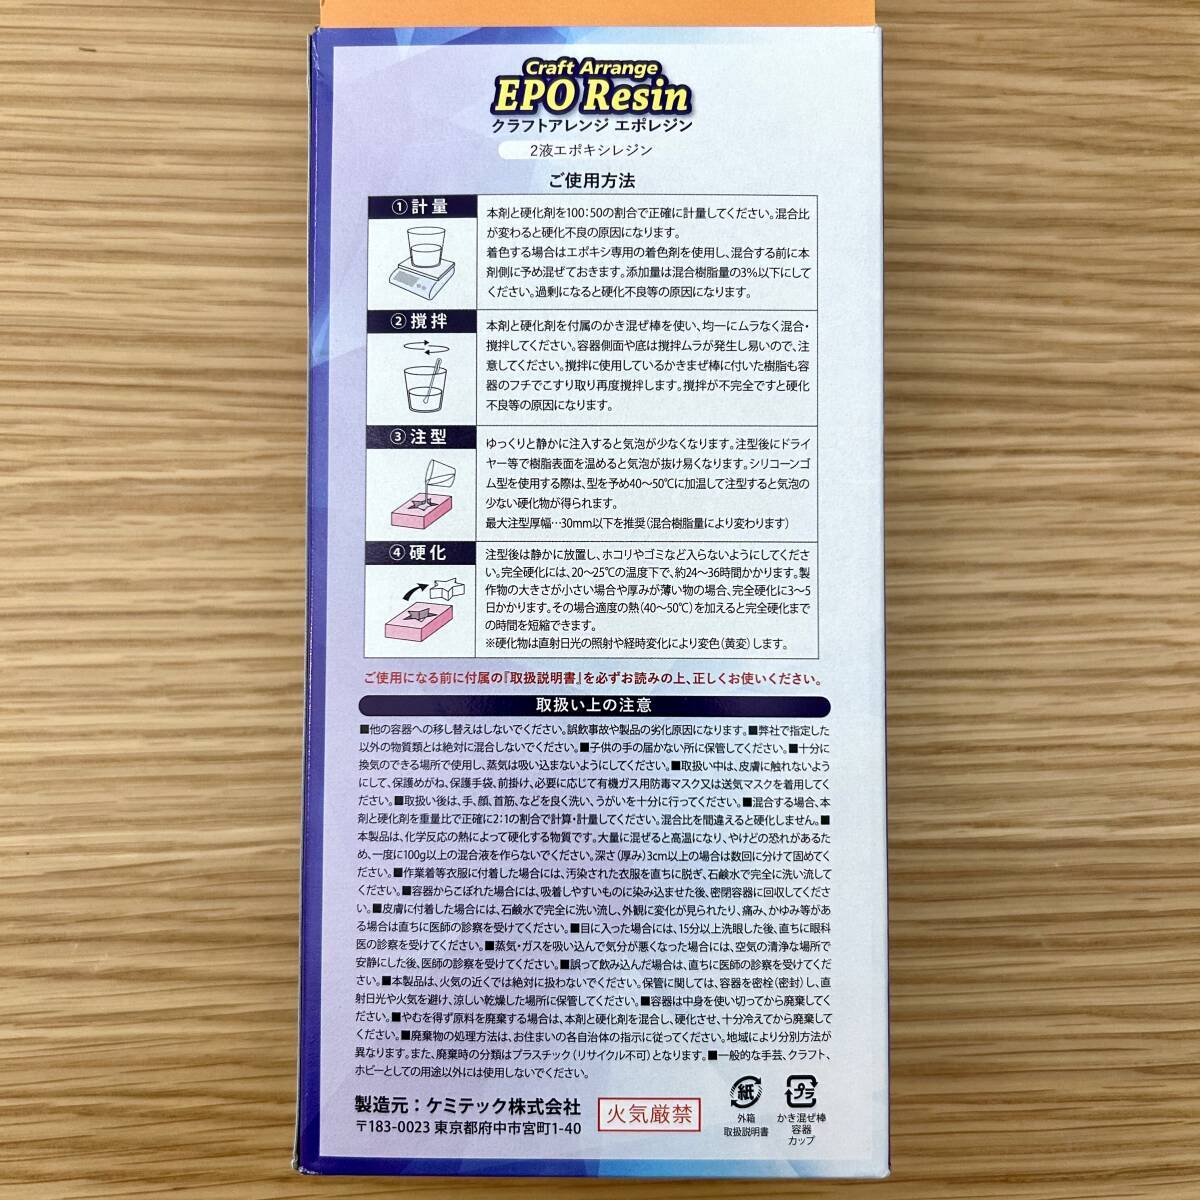 Craft Arrange
EPO Resin
クラフトアレンジ エポレジン
2液エポキシレジン
ご使用方法
①計量
本剤と硬化剤を100:50の割合で正確に計量してください。混合比
が変わると硬化不良の原因になります。
着色する場合はエポキシ専用の着色剤を使用し、混合する前に本
剤側に予め混ぜておきます。添加量は混合樹脂量の3%以下にして
ください。過剰になると硬化不良等の原因になります。
②撹拌
本剤と硬化剤を付属のかき混ぜ棒を使い、均一にムラなく混合・
撹拌してください。容器側面や底は撹拌ムラが発生し易いので、注
意してください。撹拌に使用しているかきまぜ棒に付いた樹脂も容
器のフチでこすり取り再度撹拌します。撹拌が不完全ですと硬化
不良等の原因になります。
③注型
ゆっくりと静かに注入すると気泡が少なくなります。注型後にドライ
ヤー等で樹脂表面を温めると気泡が抜け易くなります。シリコーンゴ
ム型を使用する際は、型を予め40〜50℃に加温して注型すると気泡の
少ない硬化物が得られます。
最大注型厚幅…30mm以下を推奨(混合樹脂量により変わります)
④硬化
注型後は静かに放置し、ホコリやゴミなど入らないようにしてくださ
い。完全硬化には、20〜25℃の温度下で、約24〜36時間かかります。製
作物の大きさが小さい場合や厚みが薄い物の場合、完全硬化に3〜5
日かかります。その場合適度の熱(40〜50℃)を加えると完全硬化まで
の時間を短縮できます。
※硬化物は直射日光の照射や経時変化により変色(黄変)します。
ご使用になる前に付属の『取扱説明書』を必ずお読みの上、正しくお使いください。
取扱い上の注意
■他の容器への移し替えはしないでください。誤飲事故や製品の劣化原因になります。■弊社で指定した
以外の物質類とは絶対に混合しないでください。■子供の手の届かない所に保管してください。■十分に
換気のできる場所で使用し、蒸気は吸い込まないようにしてください。■取扱い中は、皮膚に触れないよう
にして、保護めがね、保護手袋、前掛け、必要に応じて有機ガス用防毒マスク又は送気マスクを着用してく
ださい。■取扱い後は、手、顔、首筋、などを良く洗い、うがいを十分に行ってください。■混合する場合、本
剤と硬化剤を重量比で正確に2:1の割合で計算・計量してください。混合比を間違えると硬化しません。■
本製品は、化学反応の熱によって硬化する物質です。大量に混ぜると高温になり、やけどの恐れがあるた
め、一度に100g以上の混合液を作らないでください。深さ(厚み)3cm以上の場合は数回に分けて固めてく
ださい。■作業着等衣服に付着した場合には、汚染された衣服を直ちに脱ぎ、石鹸水で完全に洗い流して
ください。■容器からこぼれた場合には、吸着しやすいものに染み込ませた後、密閉容器に回収してくださ
い。■皮膚に付着した場合には、石鹸水で完全に洗い流し、外観に変化が見られたり、痛み、かゆみ等があ
る場合は直ちに医師の診察を受けてください。■目に入った場合には、15分以上洗眼した後、直ちに眼科
医の診察を受けてください。■蒸気・ガスを吸い込んで気分が悪くなった場合には、空気の清浄な場所で
安静にした後、医師の診察を受けてください。■誤って飲み込んだ場合は、直ちに医師の診察を受けてくだ
さい。■本製品は、火気の近くでは絶対に扱わないでください。保管に関しては、容器を密栓(密封)し、直
射日光や火気を避け、涼しい乾燥した場所に保管してください。■容器は中身を使い切ってから廃棄してく
ださい。■やむを得ず原料を廃棄する場合は、本剤と硬化剤を混合し、硬化させ、十分冷えてから廃棄して
ください。■廃棄物の処理方法は、お住まいの各自治体の指示に従ってください。地域により分別方法が
異なります。また、廃棄時の分類はプラスチック(リサイクル不可)となります。■一般的な手芸、クラフト、
ホビーとしての用途以外には使用しないでください。
製造元:ケミテック株式会社
〒183-0023 東京都府中市宮町1-40
火気厳禁
紙
外箱
取扱説明書
プラ
かき混ぜ棒
容器
カップ